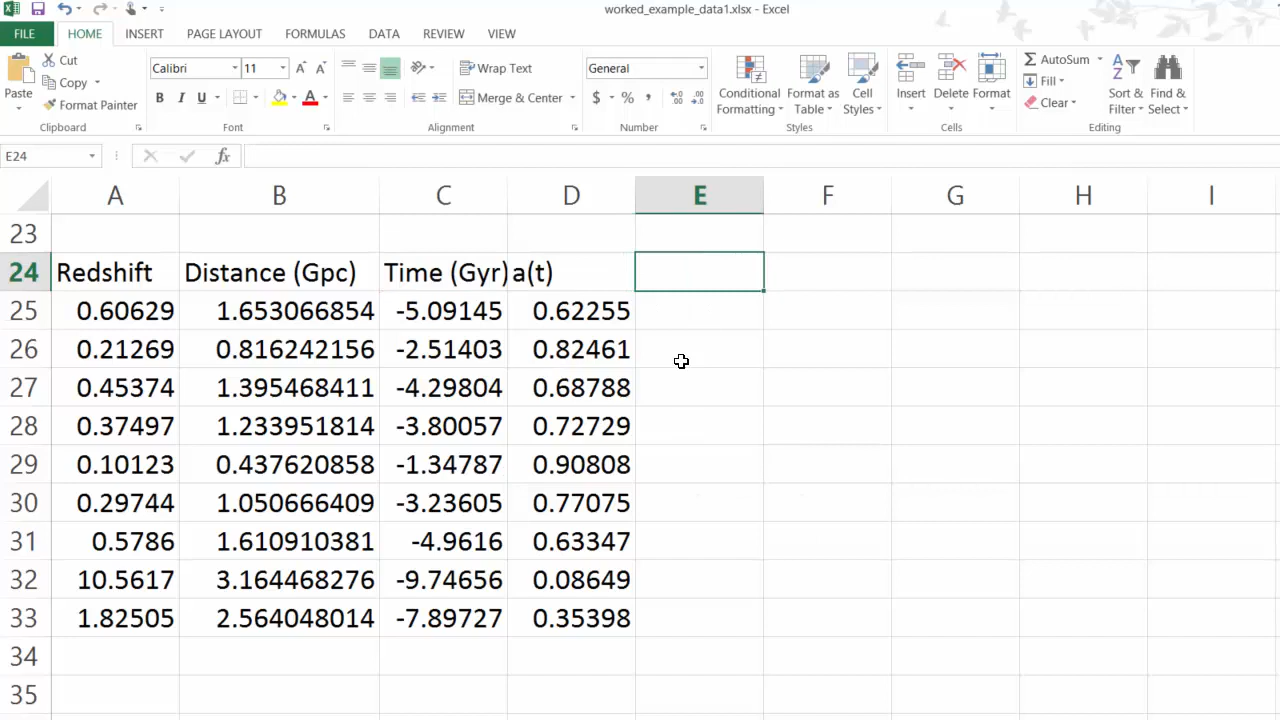 worked_example_data1.xlsx - Excel
FILE HOME INSERT PAGE LAYOUT FORMULAS DATA REVIEW VIEW
Paste
Cut
Copy
Format Painter
Clipboard
Calibri 11
B I U
Font
Wrap Text
Merge & Center
Alignment
General
$ % ,
Number
Conditional Formatting
Format as Table
Cell Styles
Styles
Insert
Delete
Format
Cells
AutoSum
Fill
Clear
Sort & Filter
Find & Select
Editing
E24 fx
A B C D E F G H I
23
24 Redshift Distance (Gpc) Time (Gyr) a(t)
25 0.60629 1.653066854 -5.09145 0.62255
26 0.21269 0.816242156 -2.51403 0.82461
27 0.45374 1.395468411 -4.29804 0.68788
28 0.37497 1.233951814 -3.80057 0.72729
29 0.10123 0.437620858 -1.34787 0.90808
30 0.29744 1.050666409 -3.23605 0.77075
31 0.5786 1.610910381 -4.9616 0.63347
32 10.5617 3.164468276 -9.74656 0.08649
33 1.82505 2.564048014 -7.89727 0.35398
34
35